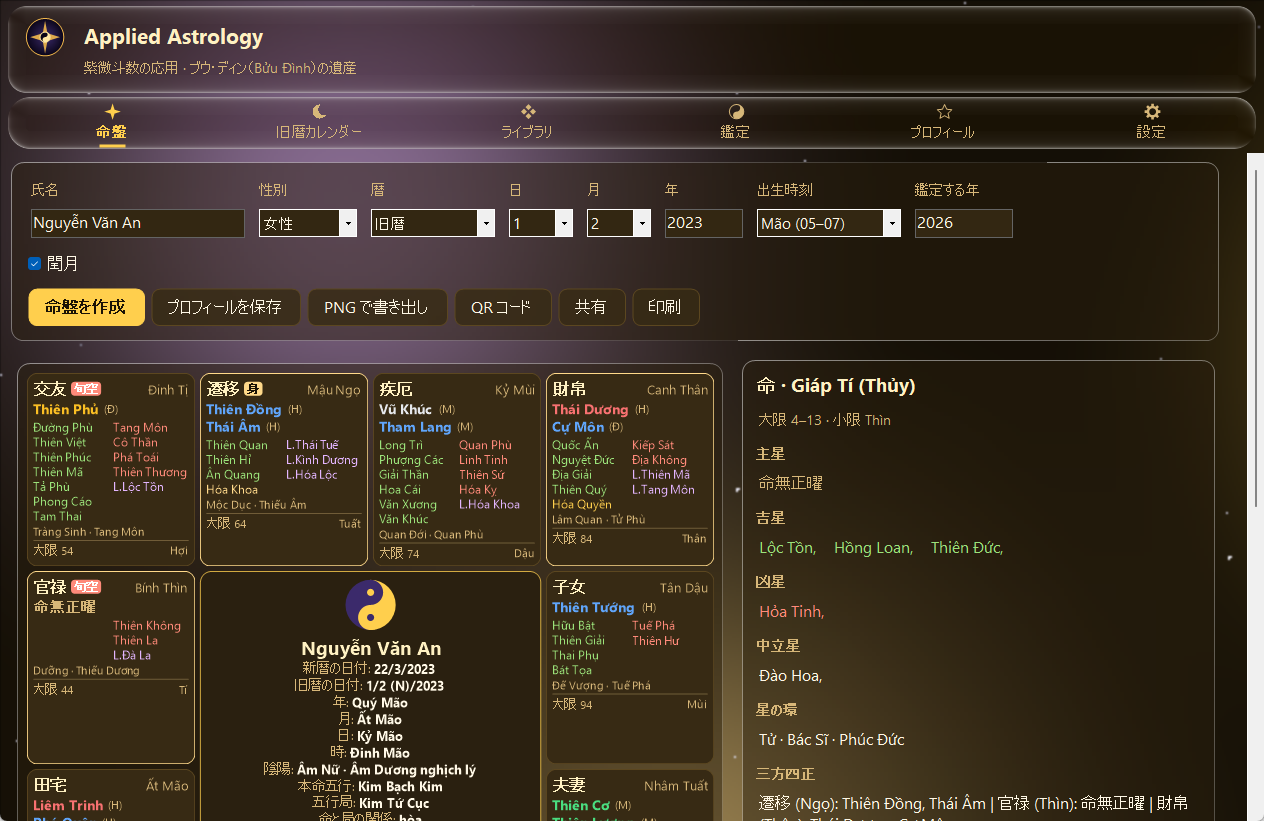 Applied Astrology
紫微斗数の応用 · ブウ·ディン(Bửu Đình)の遺産
命盤
旧暦カレンダー
ライブラリ
鑑定
プロフィール
設定
氏名 性別 暦 日 月 年 出生時刻 鑑定する年
Nguyễn Văn An 女性 旧暦 1 2 2023 Mão (05–07) 2026
閏月
命盤を作成 プロフィールを保存 PNG で書き出し QR コード 共有 印刷
交友 旬空 Đinh Tị
Thiên Phủ (Đ)
Đường Phù Tang Môn
Thiên Việt Cô Thần
Thiên Phúc Phá Toái
Thiên Mã Thiên Thương
Tả Phù L.Lộc Tồn
Phong Cáo
Tam Thai
Tràng Sinh · Tang Môn
大限 54 Hợi
遷移 身 Mậu Ngọ
Thiên Đồng (H)
Thái Âm (H)
Thiên Quan L.Thái Tuế
Thiên Hỉ L.Kình Dương
Ân Quang L.Hóa Lộc
Hóa Khoa
Mộc Dục · Thiếu Âm
大限 64 Tuất
疾厄 Kỷ Mùi
Vũ Khúc (M)
Tham Lang (M)
Long Trì Quan Phù
Phượng Các Linh Tinh
Giải Thần Thiên Sứ
Hoa Cái Hóa Kỵ
Văn Xương L.Hóa Khoa
Văn Khúc
Quan Đới · Quan Phù
大限 74 Dậu
財帛 Canh Thân
Thái Dương (H)
Cự Môn (Đ)
Quốc Ấn Kiếp Sát
Nguyệt Đức Địa Không
Địa Giải L.Thiên Mã
Thiên Quý L.Tang Môn
Hóa Quyền
Lâm Quan · Tử Phù
大限 84 Thân
官禄 旬空 Bính Thìn
命無正曜
Thiên Không
Thiên La
L.Đà La
Dưỡng · Thiếu Dương
大限 44 Tí
Nguyễn Văn An
新暦の日付: 22/3/2023
旧暦の日付: 1/2 (N)/2023
年: Quý Mão
月: Ất Mão
日: Kỷ Mão
時: Đinh Mão
陰陽: Âm Nữ · Âm Dương nghịch lý
本命五行: Kim Bạch Kim
五行局: Kim Tứ Cục
命と局の関係: hòa
子女 Tân Dậu
Thiên Tướng (H)
Hữu Bật Tuế Phá
Thiên Giải Thiên Hư
Thai Phụ
Bát Tọa
Đế Vượng · Tuế Phá
大限 94 Mùi
田宅 Ất Mão
Liêm Trinh (H)
夫妻 Nhâm Tuất
Thiên Cơ (M)
命 · Giáp Tí (Thủy)
大限 4–13 · 小限 Thìn
主星
命無正曜
吉星
Lộc Tồn, Hồng Loan, Thiên Đức,
凶星
Hỏa Tinh,
中立星
Đào Hoa,
星の環
Tử · Bác Sĩ · Phúc Đức
三方四正
遷移 (Ngọ): Thiên Đồng, Thái Âm | 官禄 (Thìn): 命無正曜 | 財帛